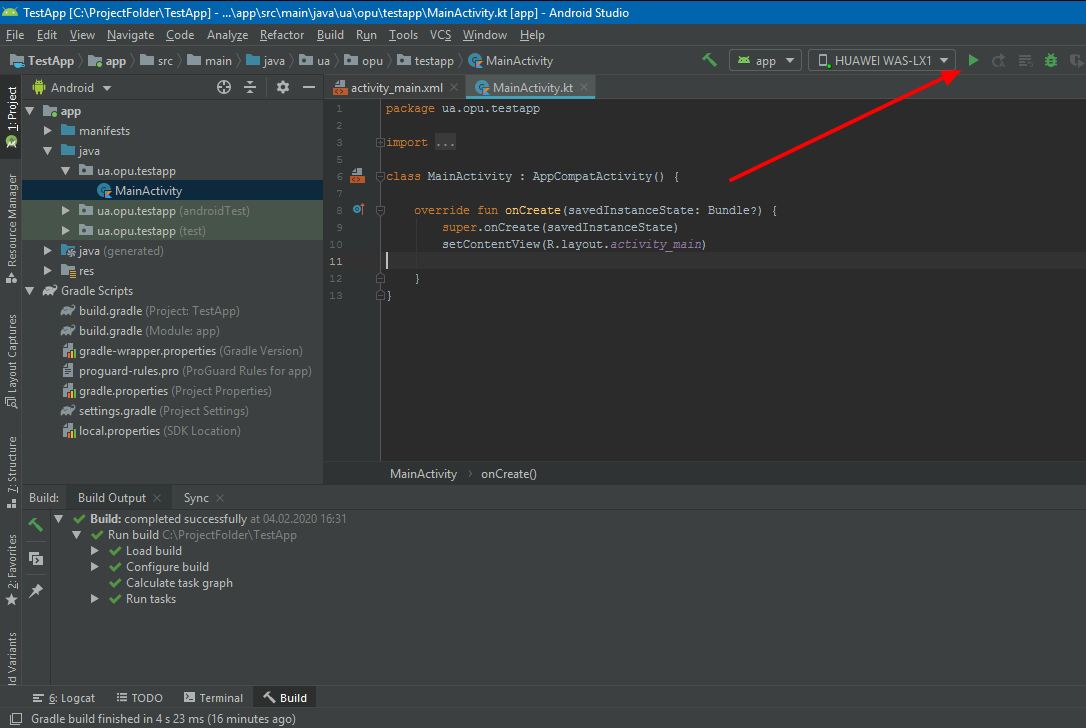 TestApp [C:\ProjectFolder\TestApp] - ...\app\src\main\java\ua\opu\testapp\MainActivity.kt [app] - Android Studio
File Edit View Navigate Code Analyze Refactor Build Run Tools VCS Window Help
TestApp app src main java ua opu testapp MainActivity app HUAWEI WAS-LX1
Android activity_main.xml MainActivity.kt
1: Project
Resource Manager
Layout Captures
7: Structure
2: Favorites
ld Variants
app
manifests
java
ua.opu.testapp
MainActivity
ua.opu.testapp (androidTest)
ua.opu.testapp (test)
java (generated)
res
Gradle Scripts
build.gradle (Project: TestApp)
build.gradle (Module: app)
gradle-wrapper.properties (Gradle Version)
proguard-rules.pro (ProGuard Rules for app)
gradle.properties (Project Properties)
settings.gradle (Project Settings)
local.properties (SDK Location)
1 package ua.opu.testapp
2
3 import ...
5
6 class MainActivity : AppCompatActivity() {
7
8 override fun onCreate(savedInstanceState: Bundle?) {
9 super.onCreate(savedInstanceState)
10 setContentView(R.layout.activity_main)
11
12 }
13 }
MainActivity onCreate()
Build: Build Output Sync
Build: completed successfully at 04.02.2020 16:31
Run build C:\ProjectFolder\TestApp
Load build
Configure build
Calculate task graph
Run tasks
6: Logcat TODO Terminal Build
Gradle build finished in 4 s 23 ms (16 minutes ago)